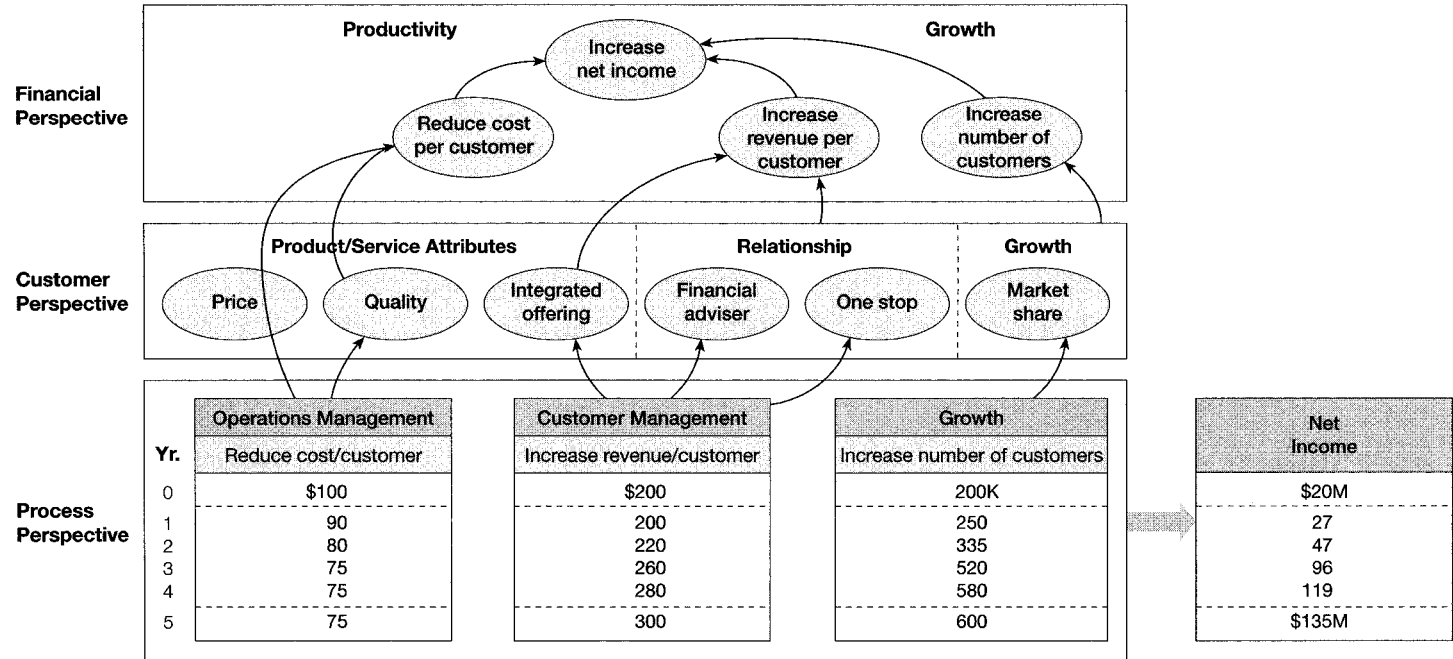 Productivity
Growth
Increase
net income
Financial
Perspective
Reduce cost
per customer
Increase
revenue per
customer
Increase
number of
customers
Product/Service Attributes
Relationship
Growth
Customer
Perspective
Price
Quality
Integrated
offering
Financial
adviser
One stop
Market
share
Process
Perspective
Operations Management
Customer Management
Growth
Net
Income
Yr.
Reduce cost/customer
Increase revenue/customer
Increase number of customers
0 $100 $200 200K $20M
1 90 200 250 27
2 80 220 335 47
3 75 260 520 96
4 75 280 580 119
5 75 300 600 $135M